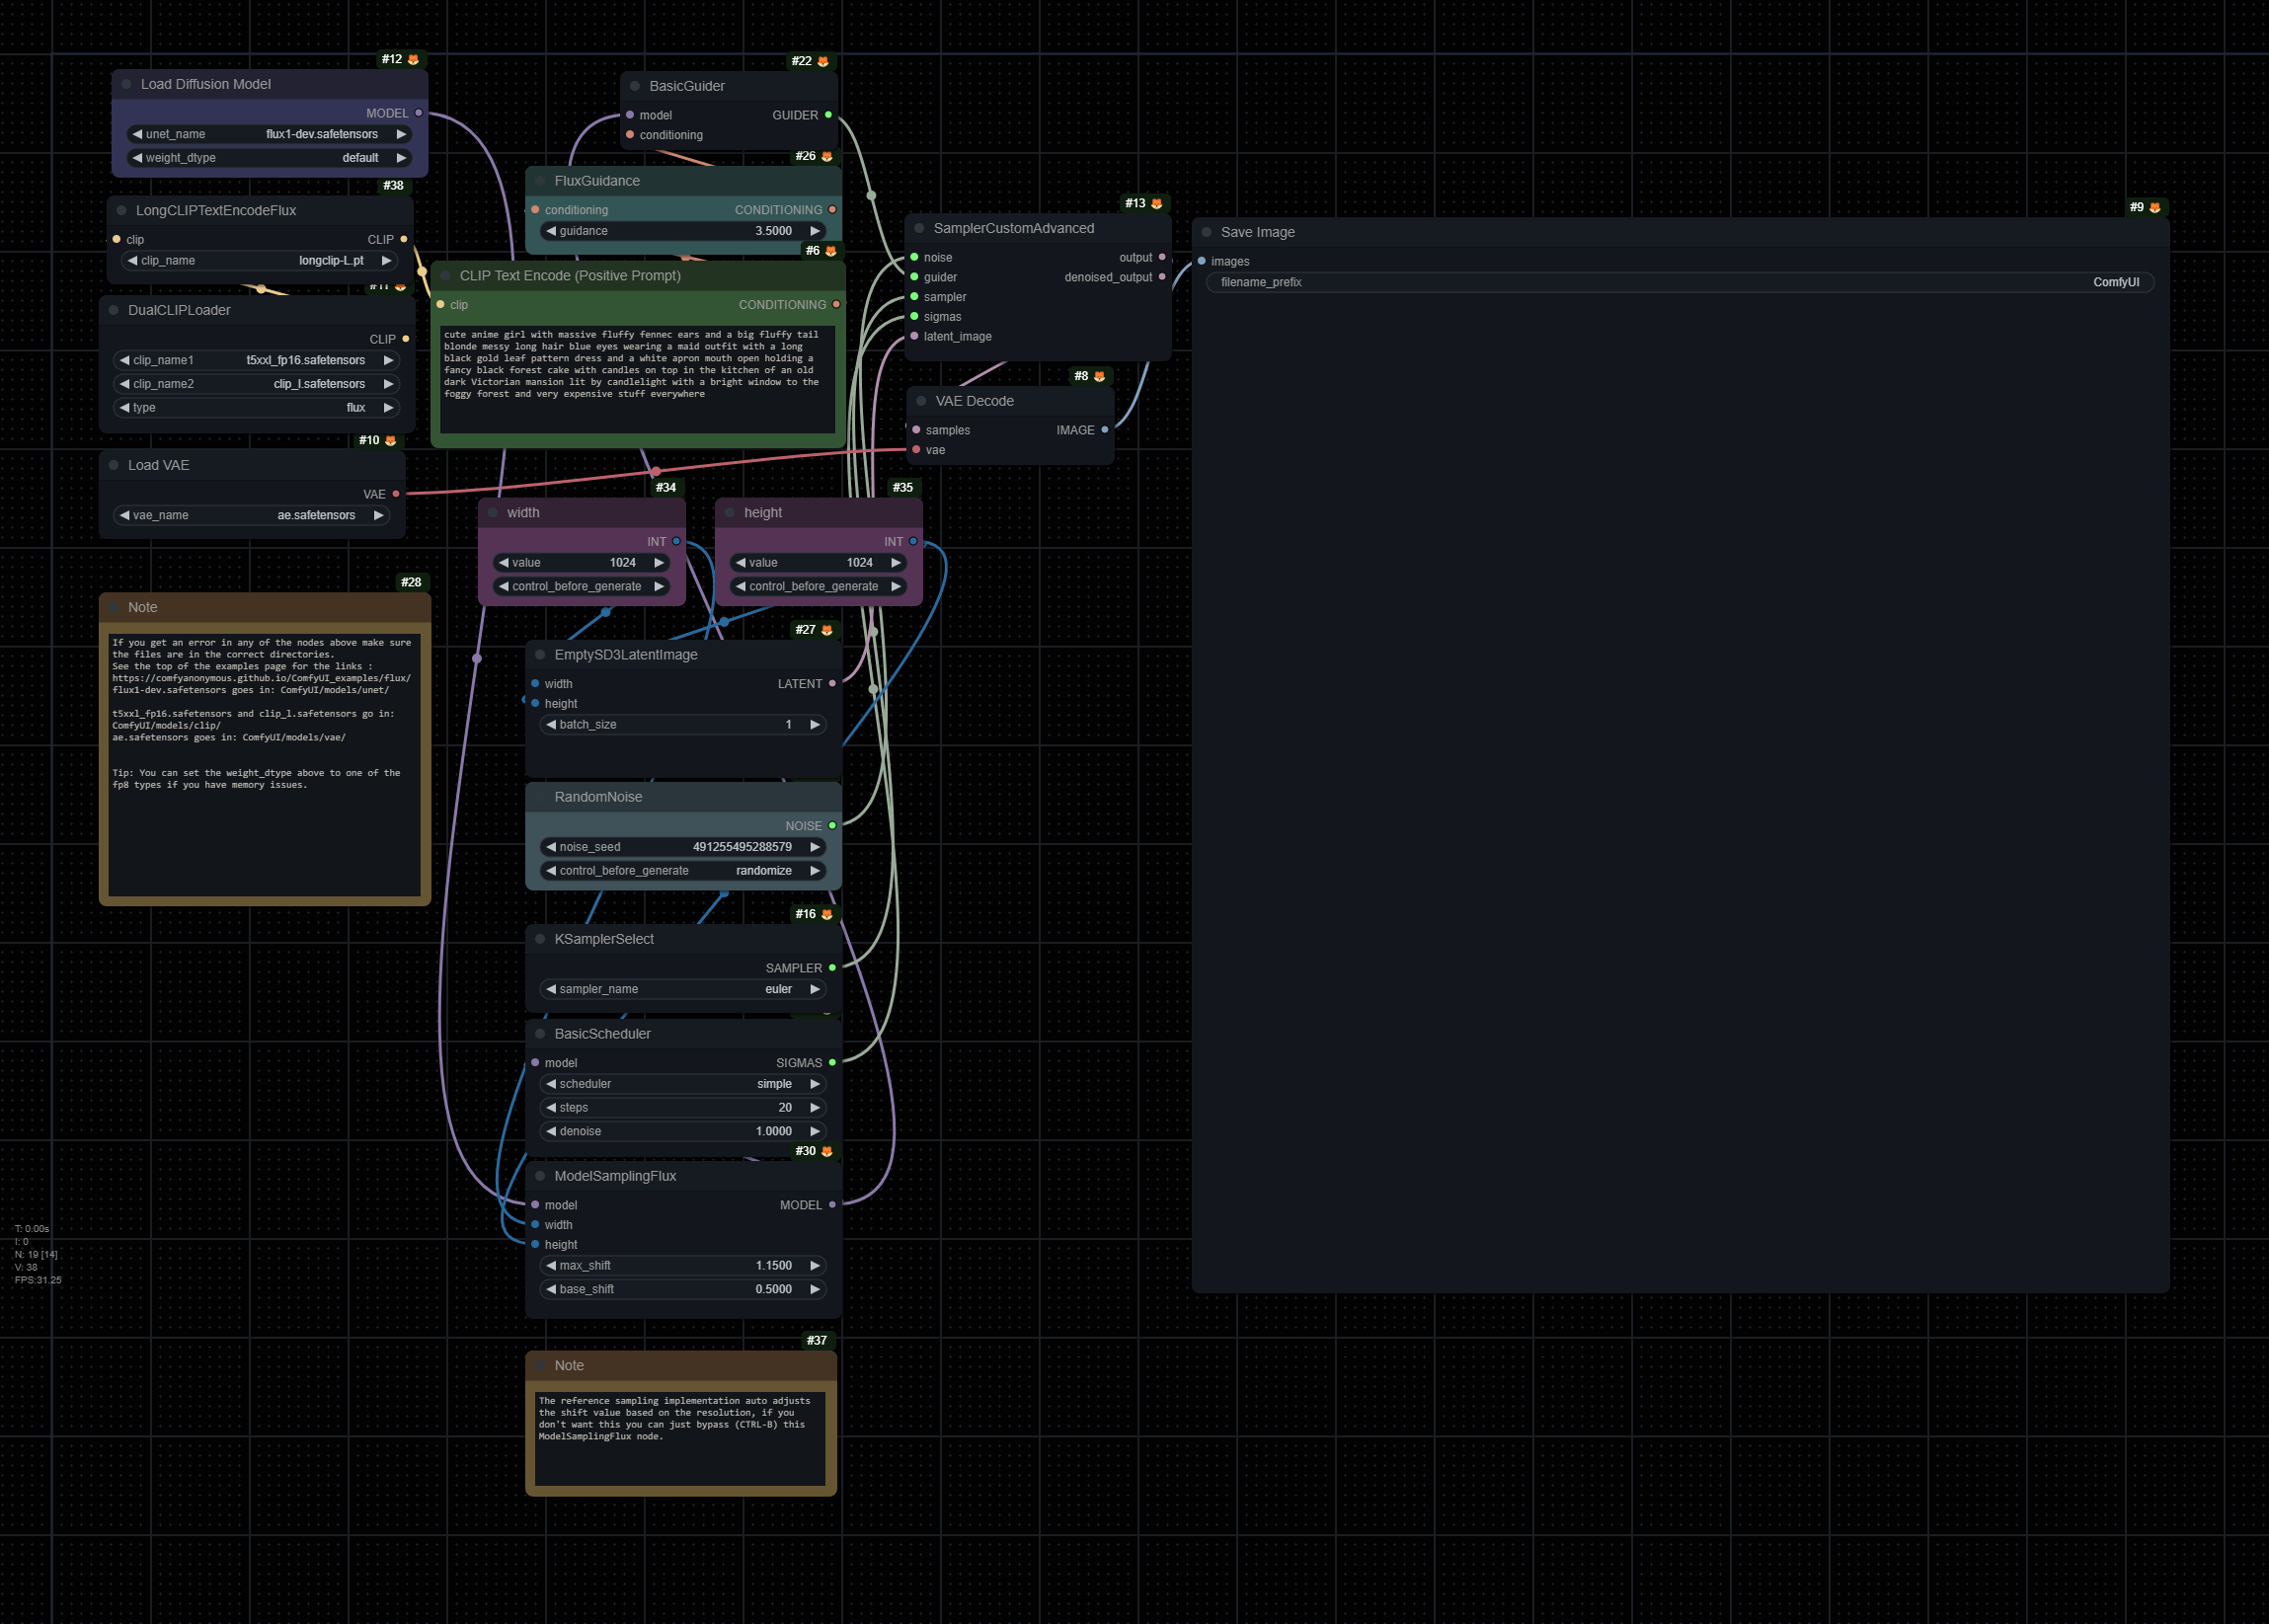 #12
Load Diffusion Model
MODEL
unet_name flux1-dev.safetensors
weight_dtype default
#38
LongCLIPTextEncodeFlux
clip CLIP
clip_name longclip-L.pt
#11
DualCLIPLoader
CLIP
clip_name1 t5xxl_fp16.safetensors
clip_name2 clip_l.safetensors
type flux
#10
Load VAE
VAE
vae_name ae.safetensors
#28
Note
If you get an error in any of the nodes above make sure
the files are in the correct directories.
See the top of the examples page for the links :
https://comfyanonymous.github.io/ComfyUI_examples/flux/
flux1-dev.safetensors goes in: ComfyUI/models/unet/
t5xxl_fp16.safetensors and clip_l.safetensors go in:
ComfyUI/models/clip/
ae.safetensors goes in: ComfyUI/models/vae/
Tip: You can set the weight_dtype above to one of the
fp8 types if you have memory issues.
T: 0.00s
I: 0
N: 19 [14]
V: 38
FPS:31.25
#22
BasicGuider
model GUIDER
conditioning
#26
FluxGuidance
conditioning CONDITIONING
guidance 3.5000
#6
CLIP Text Encode (Positive Prompt)
clip CONDITIONING
cute anime girl with massive fluffy fennec ears and a big fluffy tail
blonde messy long hair blue eyes wearing a maid outfit with a long
black gold leaf pattern dress and a white apron mouth open holding a
fancy black forest cake with candles on top in the kitchen of an old
dark Victorian mansion lit by candlelight with a bright window to the
foggy forest and very expensive stuff everywhere
#34
width
INT
value 1024
control_before_generate
#35
height
INT
value 1024
control_before_generate
#27
EmptySD3LatentImage
width LATENT
height
batch_size 1
RandomNoise
NOISE
noise_seed 491255495288579
control_before_generate randomize
#16
KSamplerSelect
SAMPLER
sampler_name euler
BasicScheduler
model SIGMAS
scheduler simple
steps 20
denoise 1.0000
#30
ModelSamplingFlux
model MODEL
width
height
max_shift 1.1500
base_shift 0.5000
#37
Note
The reference sampling implementation auto adjusts
the shift value based on the resolution, if you
don't want this you can just bypass (CTRL-B) this
ModelSamplingFlux node.
#13
SamplerCustomAdvanced
noise output
guider denoised_output
sampler
sigmas
latent_image
#8
VAE Decode
samples IMAGE
vae
#9
Save Image
images
filename_prefix ComfyUI